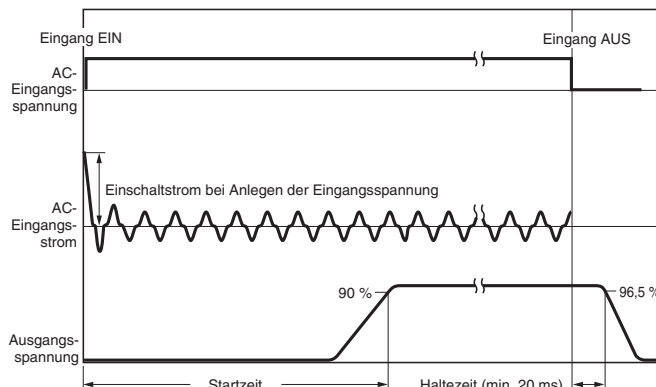 Eingang EIN
Eingang AUS
AC-
Eingangs-
spannung
Einschaltstrom bei Anlegen der Eingangsspannung
AC-
Eingangs-
strom
90 %
96,5 %
Ausgangs-
spannung
Startzeit
Haltezeit (min. 20 ms)